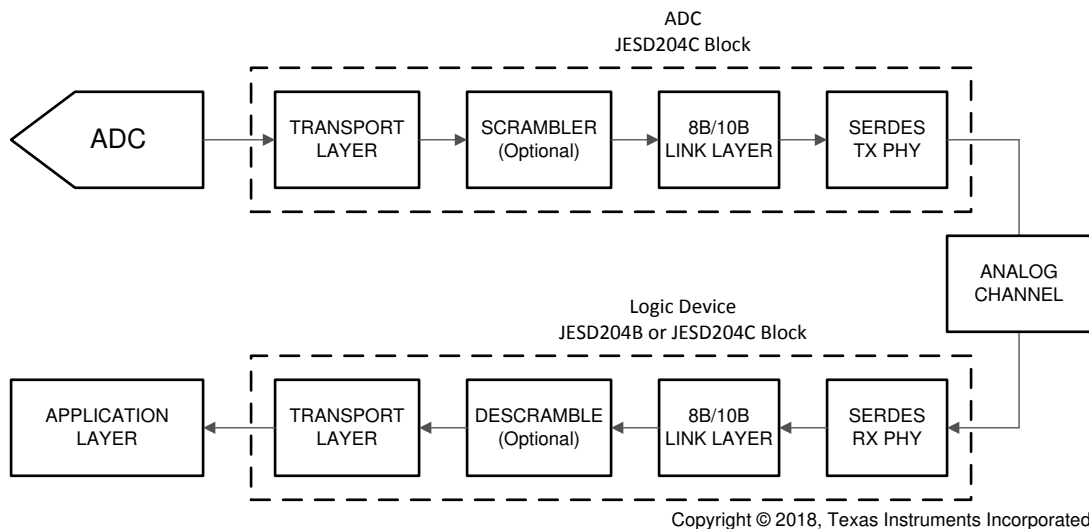 ADC
JESD204C Block
ADC
TRANSPORT
LAYER
SCRAMBLER
(Optional)
8B/10B
LINK LAYER
SERDES
TX PHY
ANALOG
CHANNEL
Logic Device
JESD204B or JESD204C Block
APPLICATION
LAYER
TRANSPORT
LAYER
DESCRAMBLE
(Optional)
8B/10B
LINK LAYER
SERDES
RX PHY
Copyright © 2018, Texas Instruments Incorporated